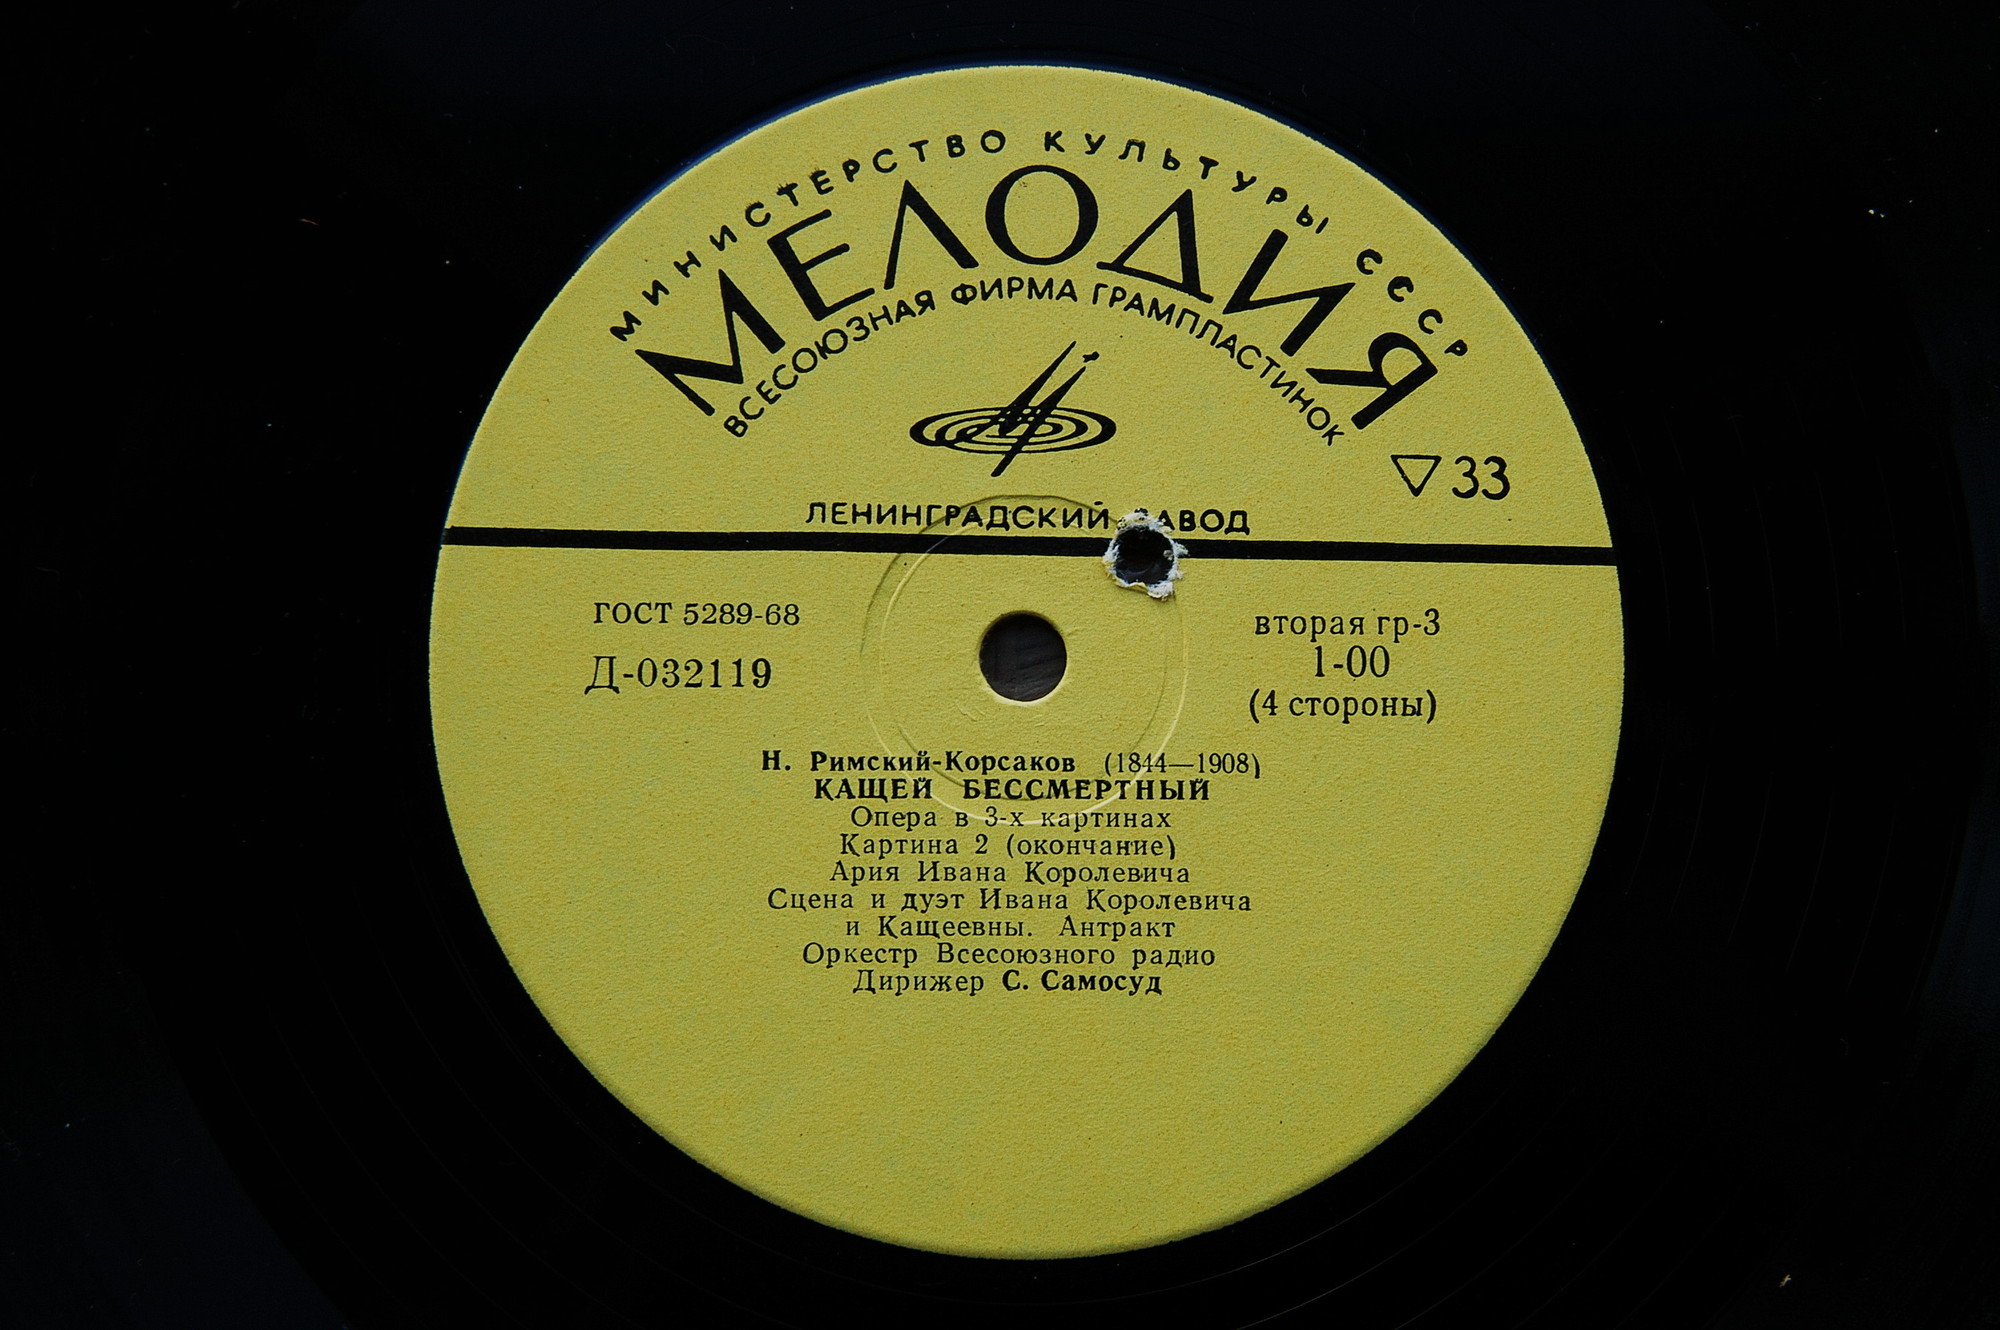 МИНИСТЕРСТВО КУЛЬТУРЫ СССР
МЕЛОДИЯ
ВСЕСОЮЗНАЯ ФИРМА ГРАМПЛАСТИНОК
33
ЛЕНИНГРАДСКИЙ ЗАВОД
ГОСТ 5289-68
Д-032119
вторая гр-3
1-00
(4 стороны)
Н. Римский-Корсаков (1844—1908)
КАЩЕЙ БЕССМЕРТНЫЙ
Опера в 3-х картинах
Картина 2 (окончание)
Ария Ивана Королевича
Сцена и дуэт Ивана Королевича
и Кащеевны. Антракт
Оркестр Всесоюзного радио
Дирижер С. Самосуд